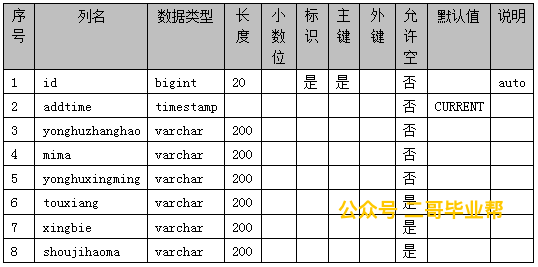 序号 列名 数据类型 长度 小数位 标识 主键 外键 允许空 默认值 说明
1 id bigint 20 是 是 否 auto
2 addtime timestamp 否 CURRENT
3 yonghuzhanghao varchar 200 否
4 mima varchar 200 否
5 yonghuxingming varchar 200 否
6 touxiang varchar 200 是
公众号 二哥毕业帮
7 xingbie varchar 200 是
8 shoujihaoma varchar 200 是